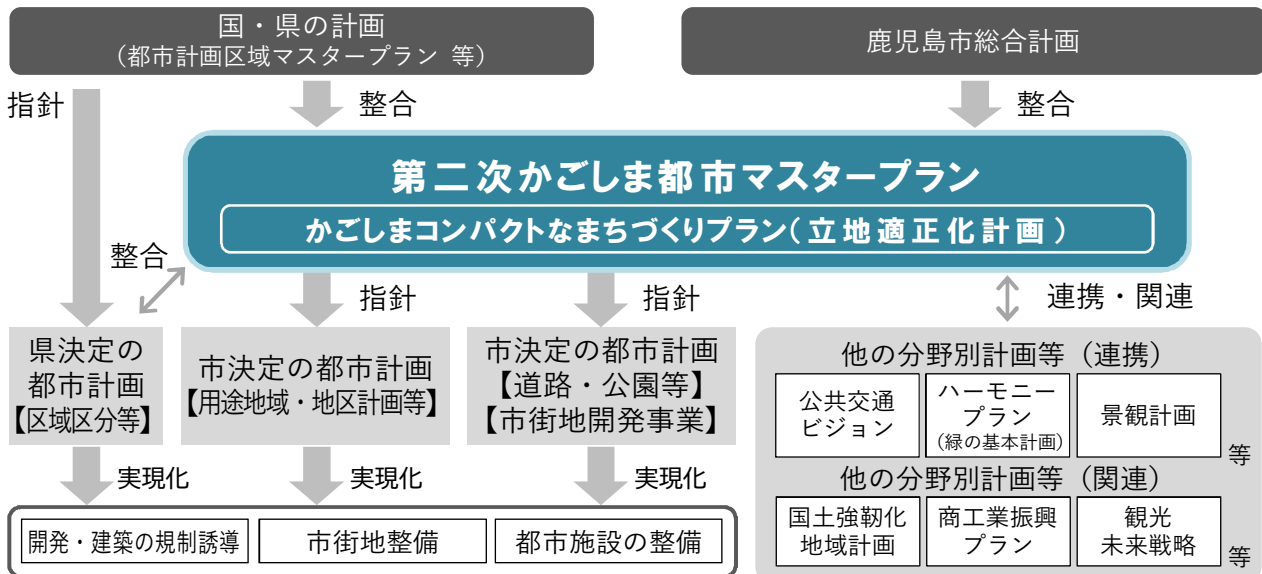 国・県の計画
（都市計画区域マスタープラン 等）
鹿児島市総合計画
指針
整合
整合
第二次かごしま都市マスタープラン
かごしまコンパクトなまちづくりプラン（立地適正化計画）
整合
指針
指針
連携・関連
県決定の
都市計画
【区域区分等】
市決定の都市計画
【用途地域・地区計画等】
市決定の都市計画
【道路・公園等】
【市街地開発事業】
他の分野別計画等（連携）
公共交通
ビジョン
ハーモニー
プラン
（緑の基本計画）
景観計画
等
実現化
実現化
実現化
他の分野別計画等（関連）
国土強靭化
地域計画
商工業振興
プラン
観光
未来戦略
等
開発・建築の規制誘導
市街地整備
都市施設の整備